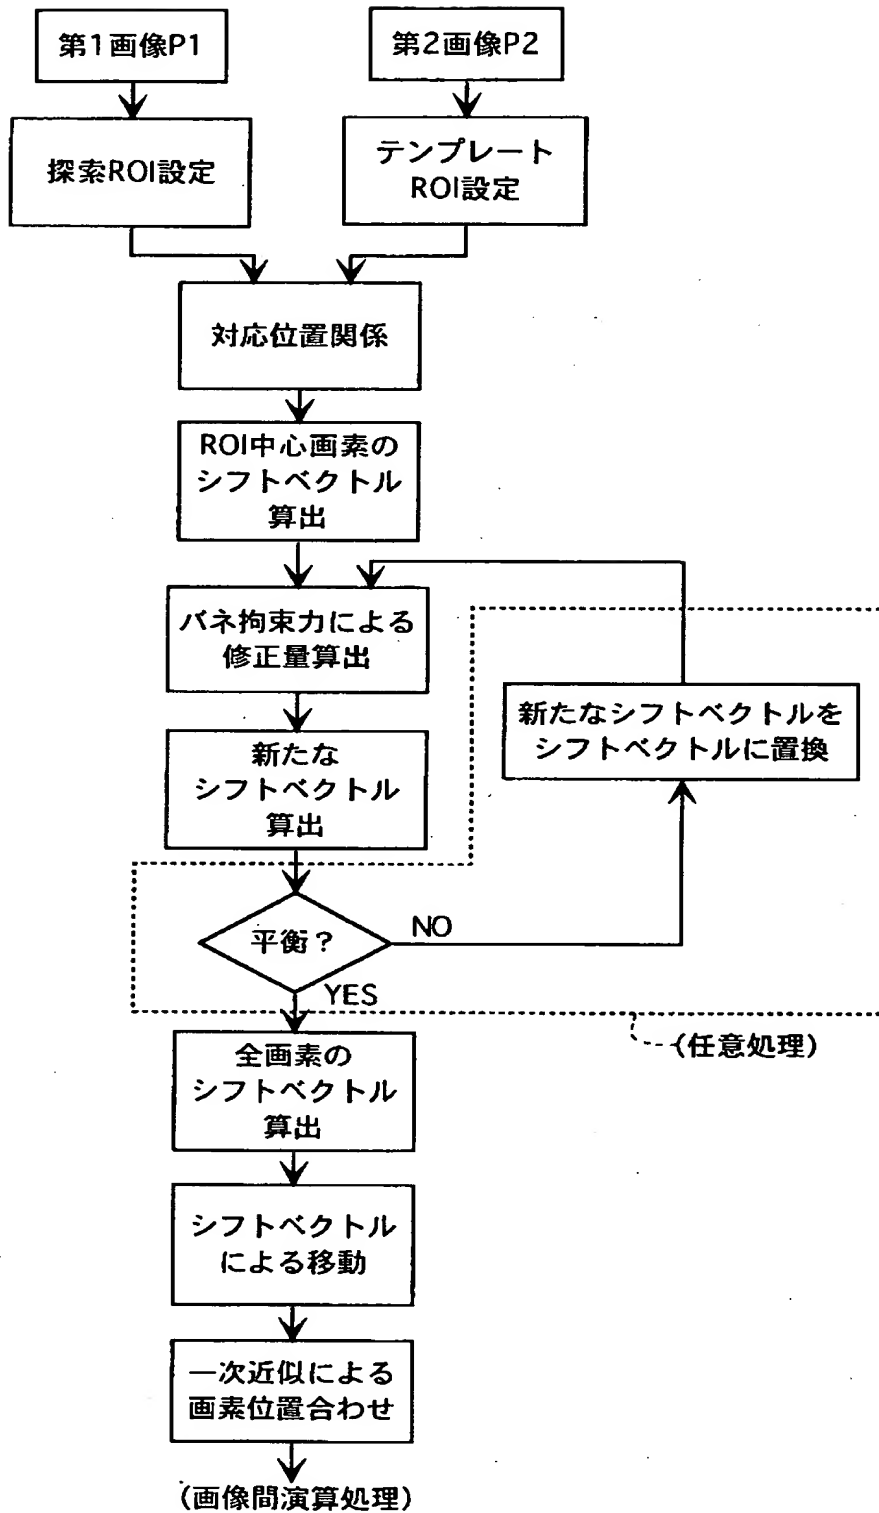 第1画像P1
第2画像P2
探索ROI設定
テンプレート
ROI設定
対応位置関係
ROI中心画素の
シフトベクトル
算出
バネ拘束力による
修正量算出
新たなシフトベクトルを
シフトベクトルに置換
新たな
シフトベクトル
算出
平衡?
NO
YES
(任意処理)
全画素の
シフトベクトル
算出
シフトベクトル
による移動
一次近似による
画素位置合わせ
(画像間演算処理)